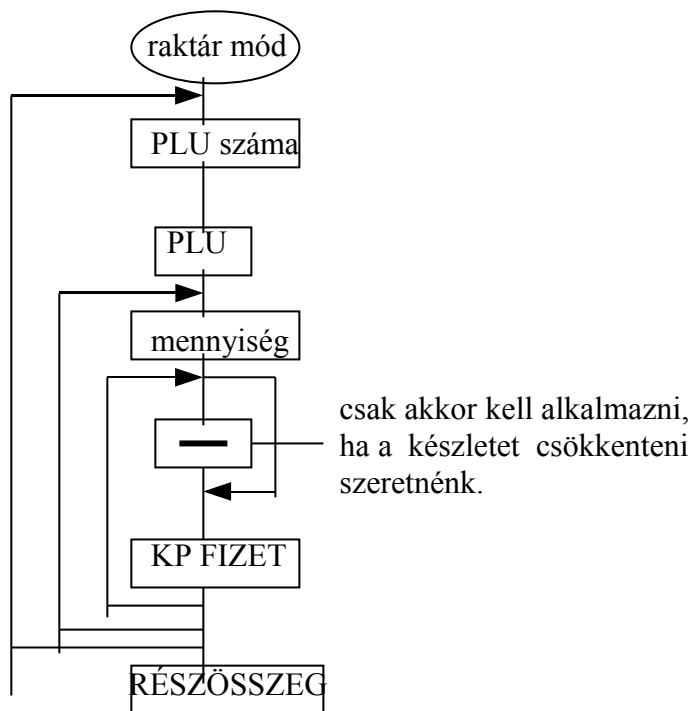 raktár mód
PLU száma
PLU
mennyiség
csak akkor kell alkalmazni,
ha a készletet csökkenteni
szeretnénk.
KP FIZET
RÉSZÖSSZEG